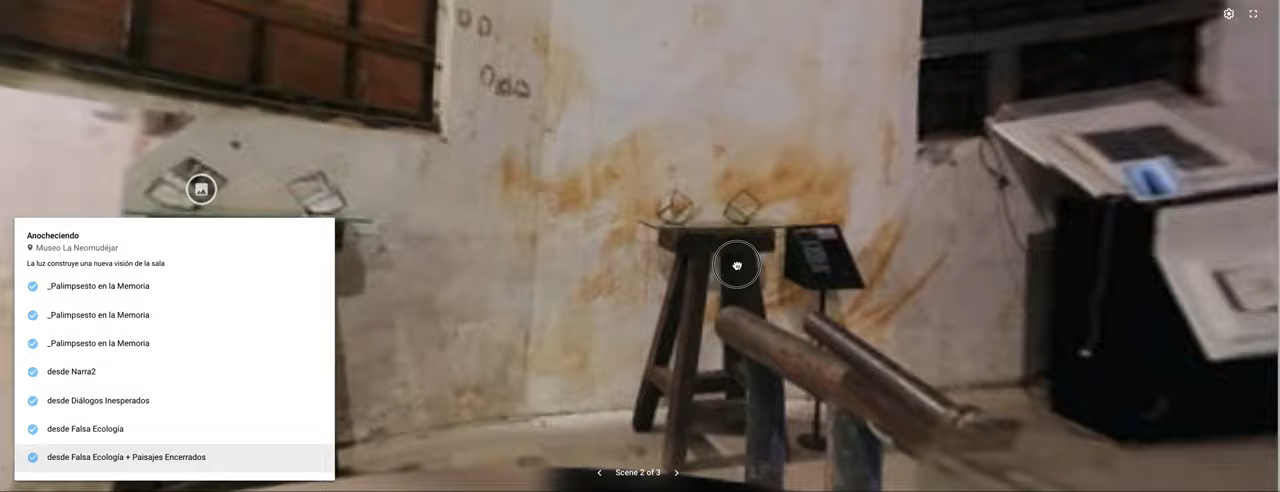 Anocheciendo
Museo La Neomudéjar
La luz construye una nueva visión de la sala
_Palimpsesto en la Memoria
_Palimpsesto en la Memoria
_Palimpsesto en la Memoria
desde Narra2
desde Diálogos Inesperados
desde Falsa Ecología
desde Falsa Ecología + Paisajes Encerrados
Scene 2 of 3